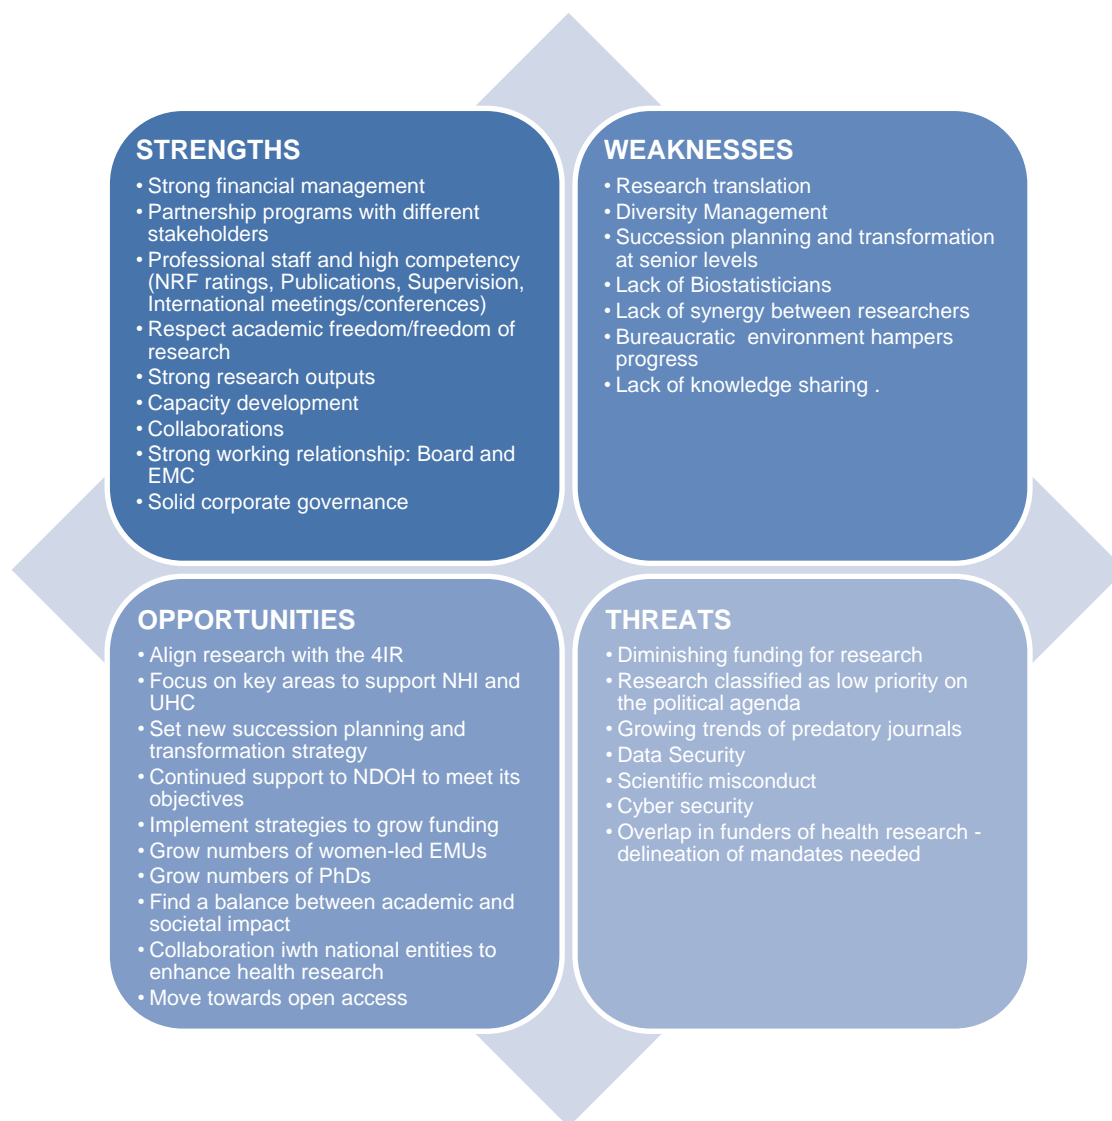 STRENGTHS
• Strong financial management
• Partnership programs with different
stakeholders
• Professional staff and high competency
(NRF ratings, Publications, Supervision,
International meetings/conferences)
• Respect academic freedom/freedom of
research
• Strong research outputs
• Capacity development
• Collaborations
• Strong working relationship: Board and
EMC
• Solid corporate governance
WEAKNESSES
• Research translation
• Diversity Management
• Succession planning and transformation
at senior levels
• Lack of Biostatisticians
• Lack of synergy between researchers
• Bureaucratic  environment hampers
progress
• Lack of knowledge sharing .
OPPORTUNITIES
• Align research with the 4IR
• Focus on key areas to support NHI and
UHC
• Set new succession planning and
transformation strategy
• Continued support to NDOH to meet its
objectives
• Implement strategies to grow funding
• Grow numbers of women-led EMUs
• Grow numbers of PhDs
• Find a balance between academic and
societal impact
• Collaboration iwth national entities to
enhance health research
• Move towards open access
THREATS
• Diminishing funding for research
• Research classified as low priority on
the political agenda
• Growing trends of predatory journals
• Data Security
• Scientific misconduct
• Cyber security
• Overlap in funders of health research -
delineation of mandates needed